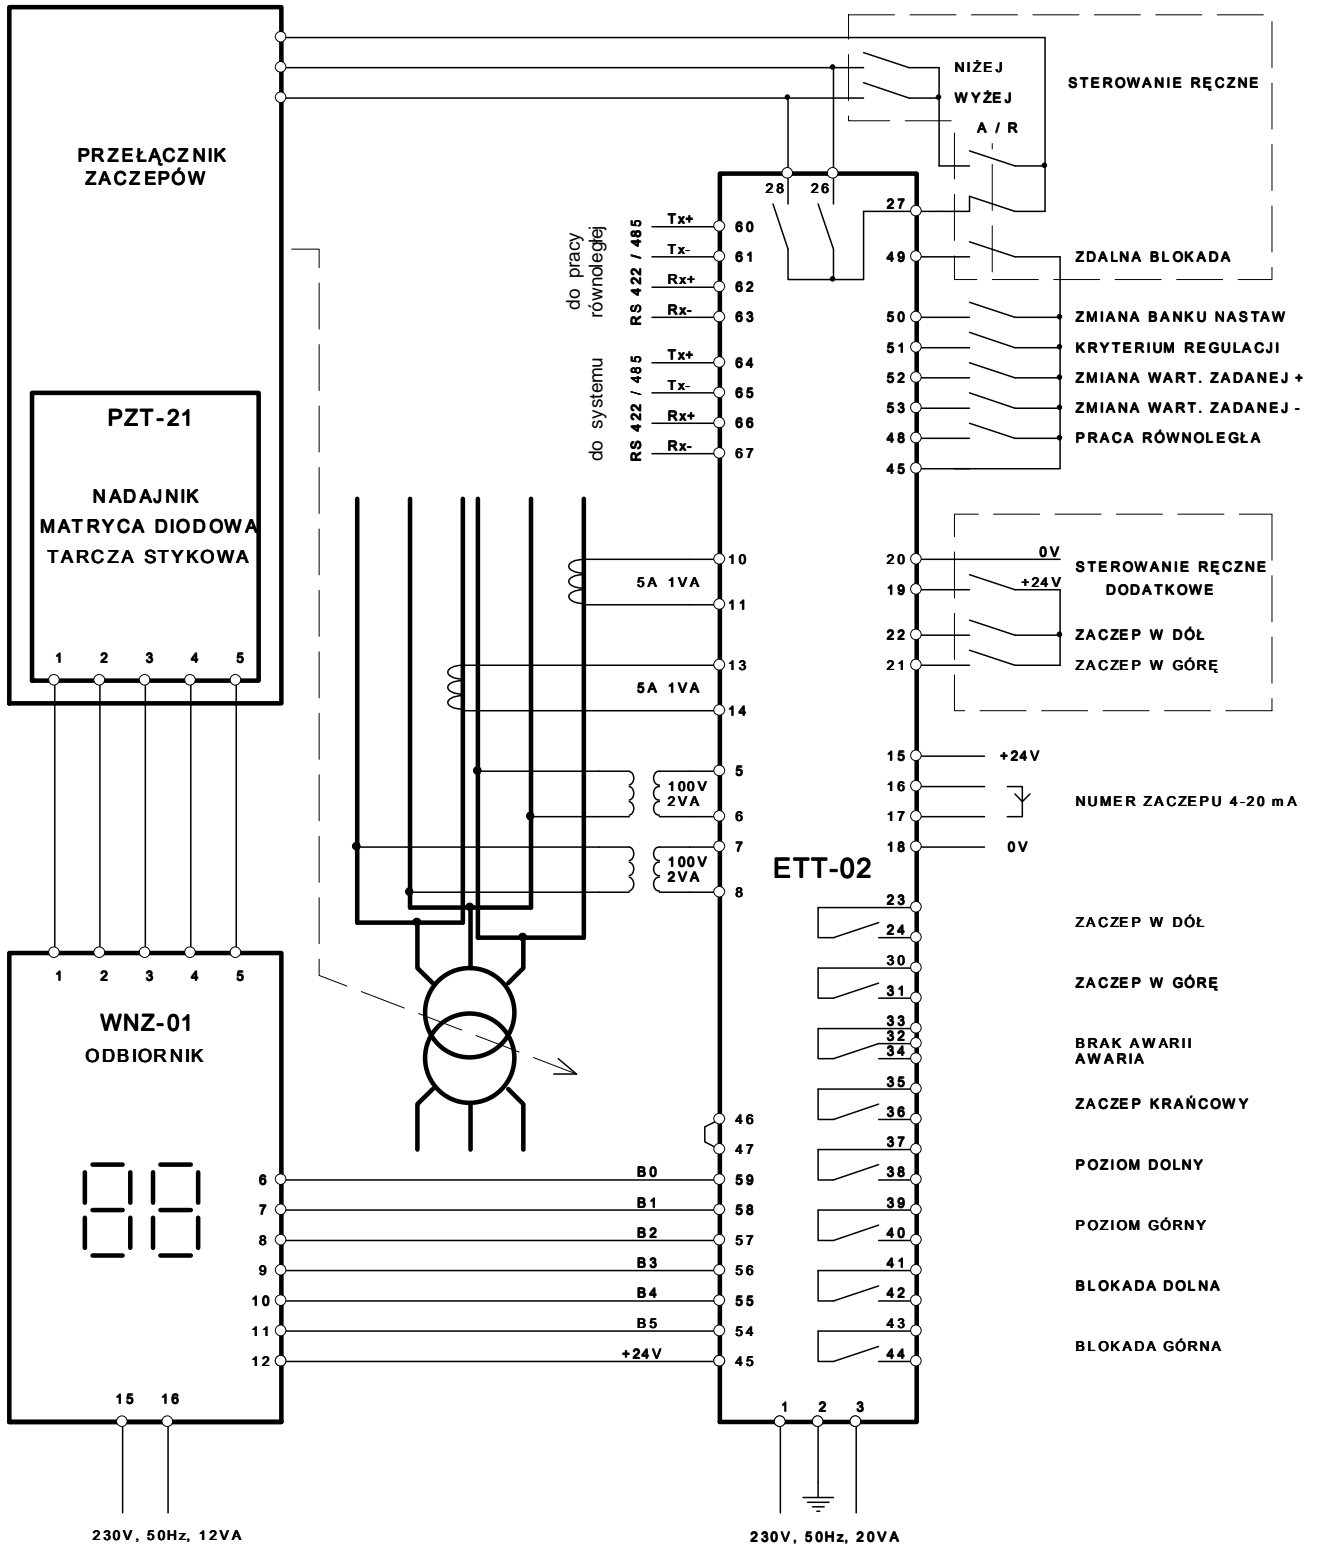 PRZEŁĄCZNIK
ZACZEPÓW
PZT-21
NADAJNIK
MATRYCA DIODOWA
TARCZA STYKOWA
1 2 3 4 5
1 2 3 4 5
WNZ-01
ODBIORNIK
6
7
8
9
10
11
12
15 16
230V, 50Hz, 12VA
B0
B1
B2
B3
B4
B5
+24V
do pracy
równoległej
RS 422 / 485
Tx+
Tx-
Rx+
Rx-
do systemu
RS 422 / 485
Tx+
Tx-
Rx+
Rx-
5A 1VA
5A 1VA
100V
2VA
100V
2VA
28 26
60
61
62
63
64
65
66
67
10
11
13
14
5
6
7
8
ETT-02
46
47
59
58
57
56
55
54
45
1 2 3
230V, 50Hz, 20VA
27
49
50
51
52
53
48
45
20
19
22
21
15
16
17
18
23
24
30
31
33
32
34
35
36
37
38
39
40
41
42
43
44
NIŻEJ
WYŻEJ
STEROWANIE RĘCZNE
A / R
ZDALNA BLOKADA
ZMIANA BANKU NASTAW
KRYTERIUM REGULACJI
ZMIANA WART. ZADANEJ +
ZMIANA WART. ZADANEJ -
PRACA RÓWNOLEGŁA
0V
+24V
STEROWANIE RĘCZNE
DODATKOWE
ZACZEP W DÓŁ
ZACZEP W GÓRĘ
+24V
NUMER ZACZEPU 4-20 mA
0V
ZACZEP W DÓŁ
ZACZEP W GÓRĘ
BRAK AWARII
AWARIA
ZACZEP KRAŃCOWY
POZIOM DOLNY
POZIOM GÓRNY
BLOKADA DOLNA
BLOKADA GÓRNA